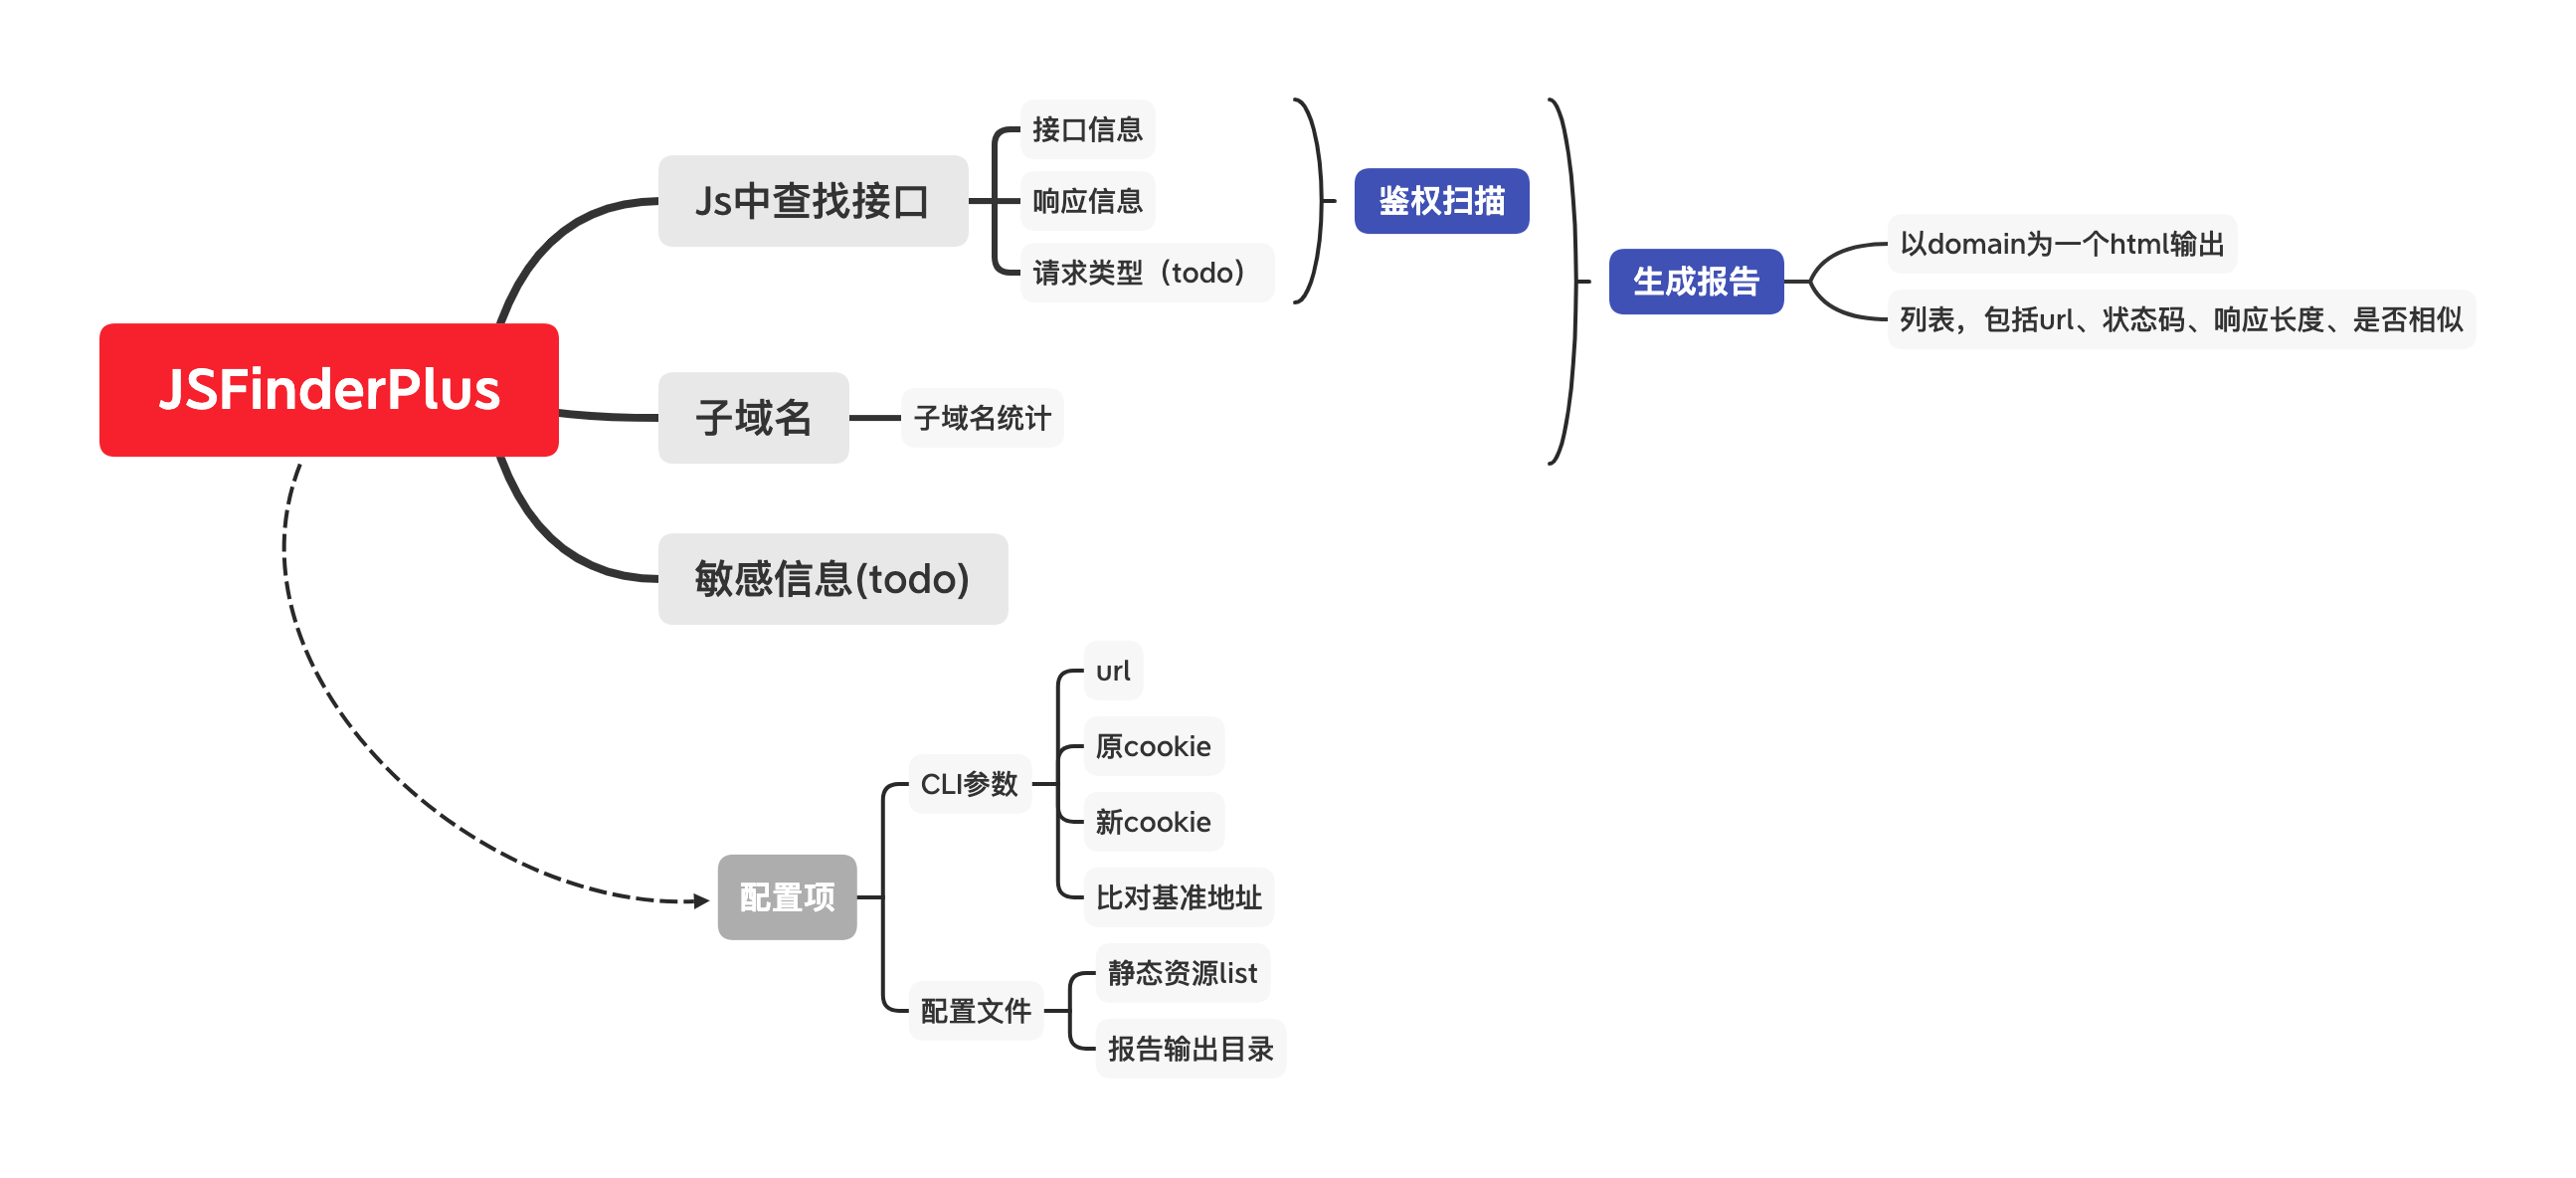 JSFinderPlus
Js中查找接口
接口信息
响应信息
请求类型（todo）
鉴权扫描
生成报告
以domain为一个html输出
列表，包括url、状态码、响应长度、是否相似
子域名
子域名统计
敏感信息(todo)
配置项
CLI参数
url
原cookie
新cookie
比对基准地址
配置文件
静态资源list
报告输出目录